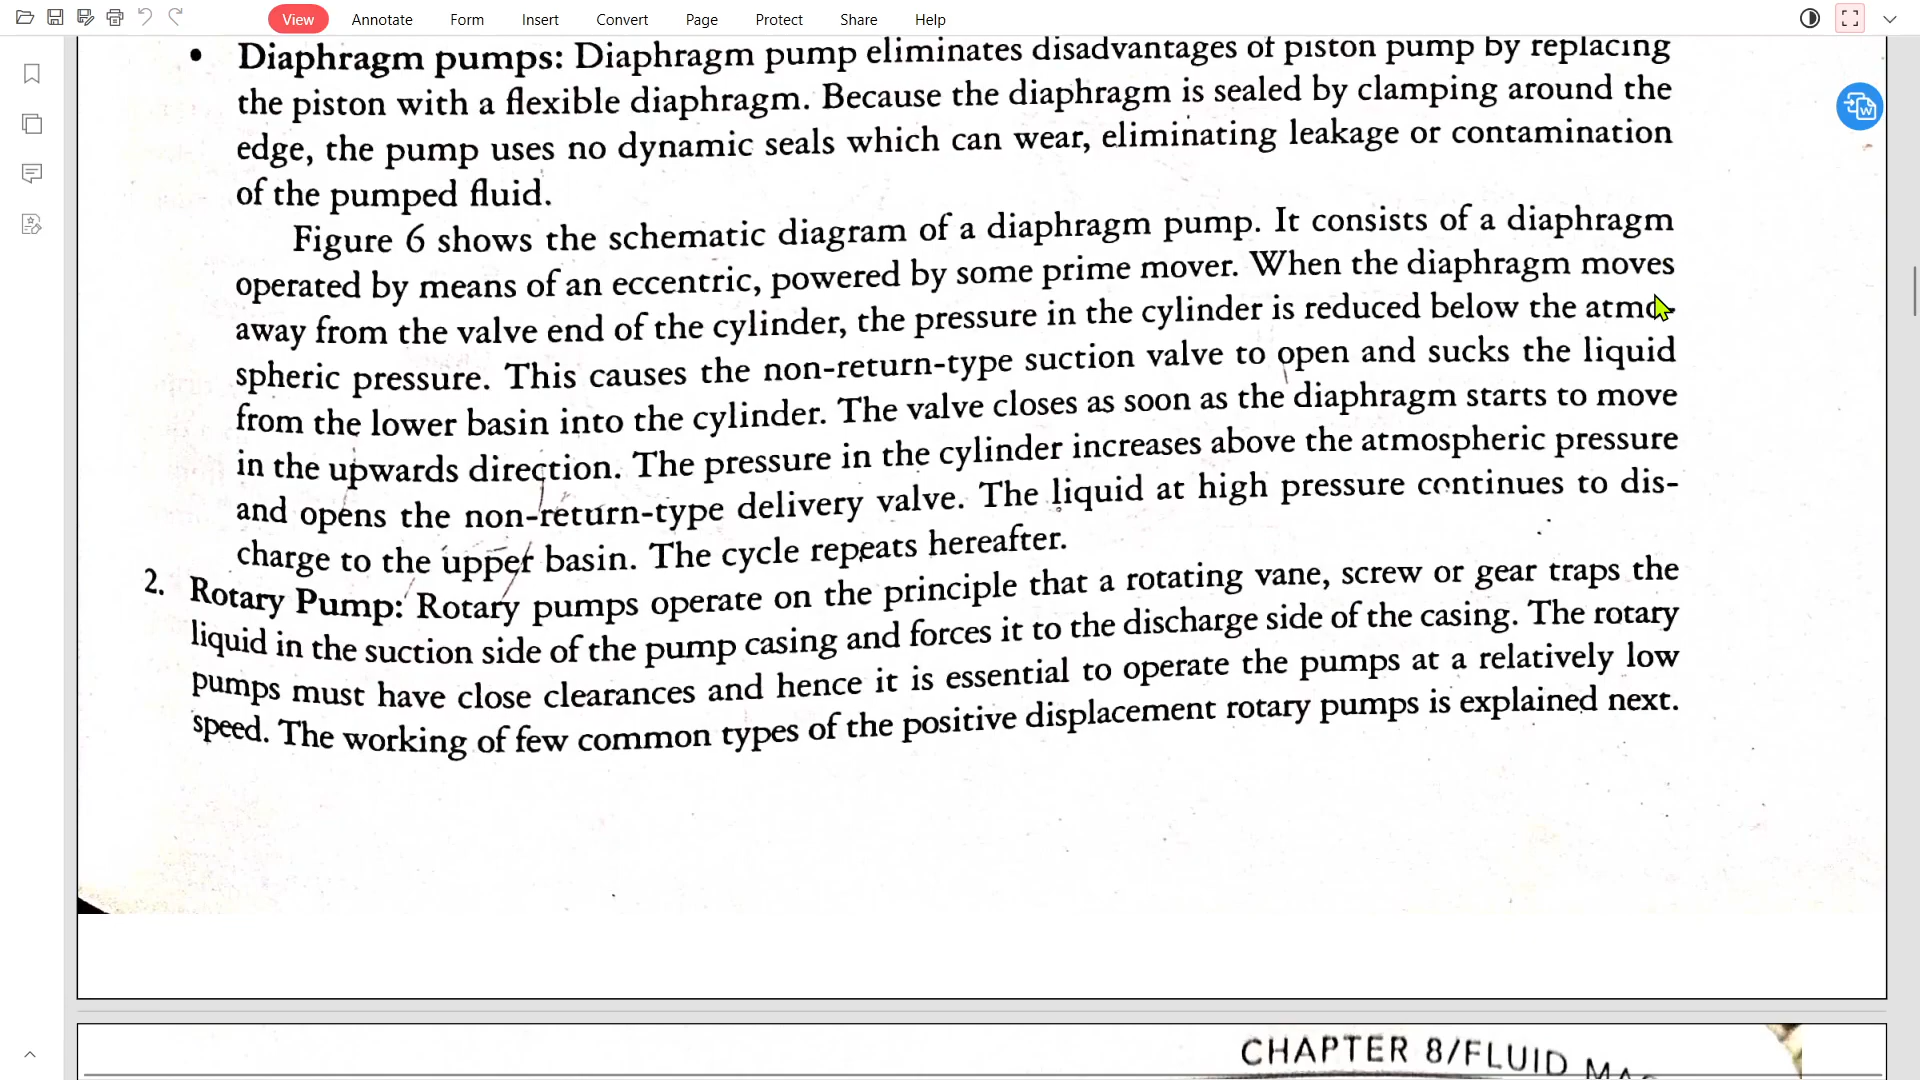 View Annotate Form Insert Convert Page Protect Share Help
• Diaphragm pumps: Diaphragm pump eliminates disadvantages of piston pump by replacing
the piston with a flexible diaphragm. Because the diaphragm is sealed by clamping around the
edge, the pump uses no dynamic seals which can wear, eliminating leakage or contamination
of the pumped fluid.
Figure 6 shows the schematic diagram of a diaphragm pump. It consists of a diaphragm
operated by means of an eccentric, powered by some prime mover. When the diaphragm moves
away from the valve end of the cylinder, the pressure in the cylinder is reduced below the atmo-
spheric pressure. This causes the non-return-type suction valve to open and sucks the liquid
from the lower basin into the cylinder. The valve closes as soon as the diaphragm starts to move
in the upwards direction. The pressure in the cylinder increases above the atmospheric pressure
and opens the non-return-type delivery valve. The liquid at high pressure continues to dis-
charge to the upper basin. The cycle repeats hereafter.
2. Rotary Pump: Rotary pumps operate on the principle that a rotating vane, screw or gear traps the
liquid in the suction side of the pump casing and forces it to the discharge side of the casing. The rotary
pumps must have close clearances and hence it is essential to operate the pumps at a relatively low
speed. The working of few common types of the positive displacement rotary pumps is explained next.
CHAPTER 8/FLUID